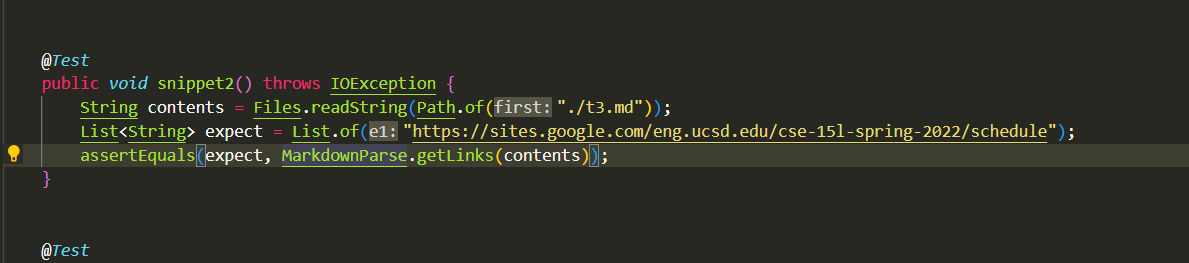 @Test
public void snippet2() throws IOException {
String contents = Files.readString(Path.of(first:"./t3.md"));
List<String> expect = List.of(e1:"https://sites.google.com/eng.ucsd.edu/cse-15l-spring-2022/schedule");
assertEquals(expect, MarkdownParse.getLinks(contents));
}
@Test